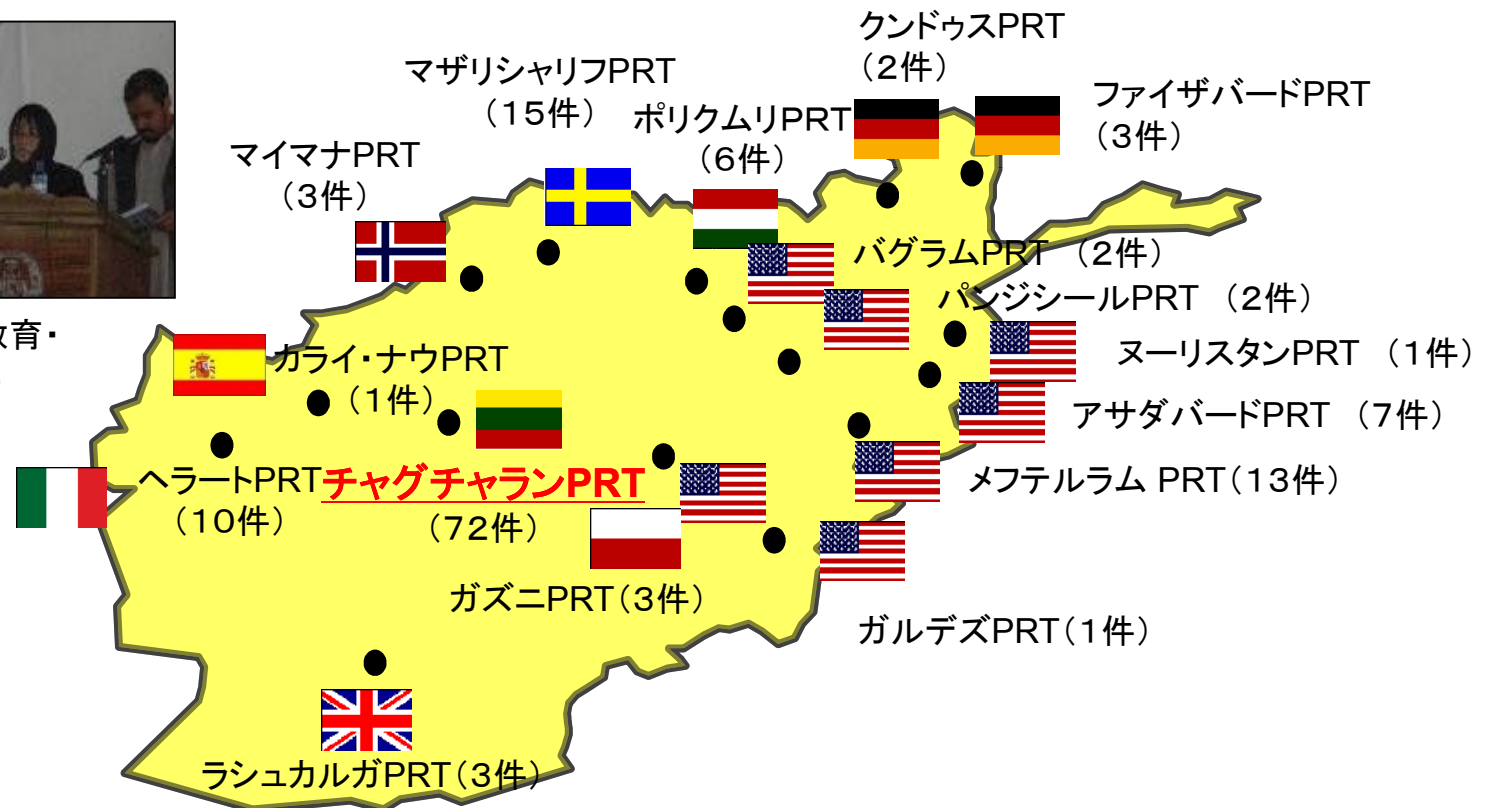 クンドゥスPRT
（2件）
マザリシャリフPRT
（15件）
ファイザバードPRT
（3件）
ポリクムリPRT
（6件）
マイマナPRT
（3件）
バグラムPRT （2件）
パンジシールPRT （2件）
教育・
ヌーリスタンPRT （1件）
カライ・ナウPRT
（1件）
アサダバードPRT （7件）
ヘラートPRT
（10件）
チャグチャランPRT
（72件）
メフテルラム PRT（13件）
ガズニPRT（3件）
ガルデズPRT（1件）
ラシュカルガPRT（3件）